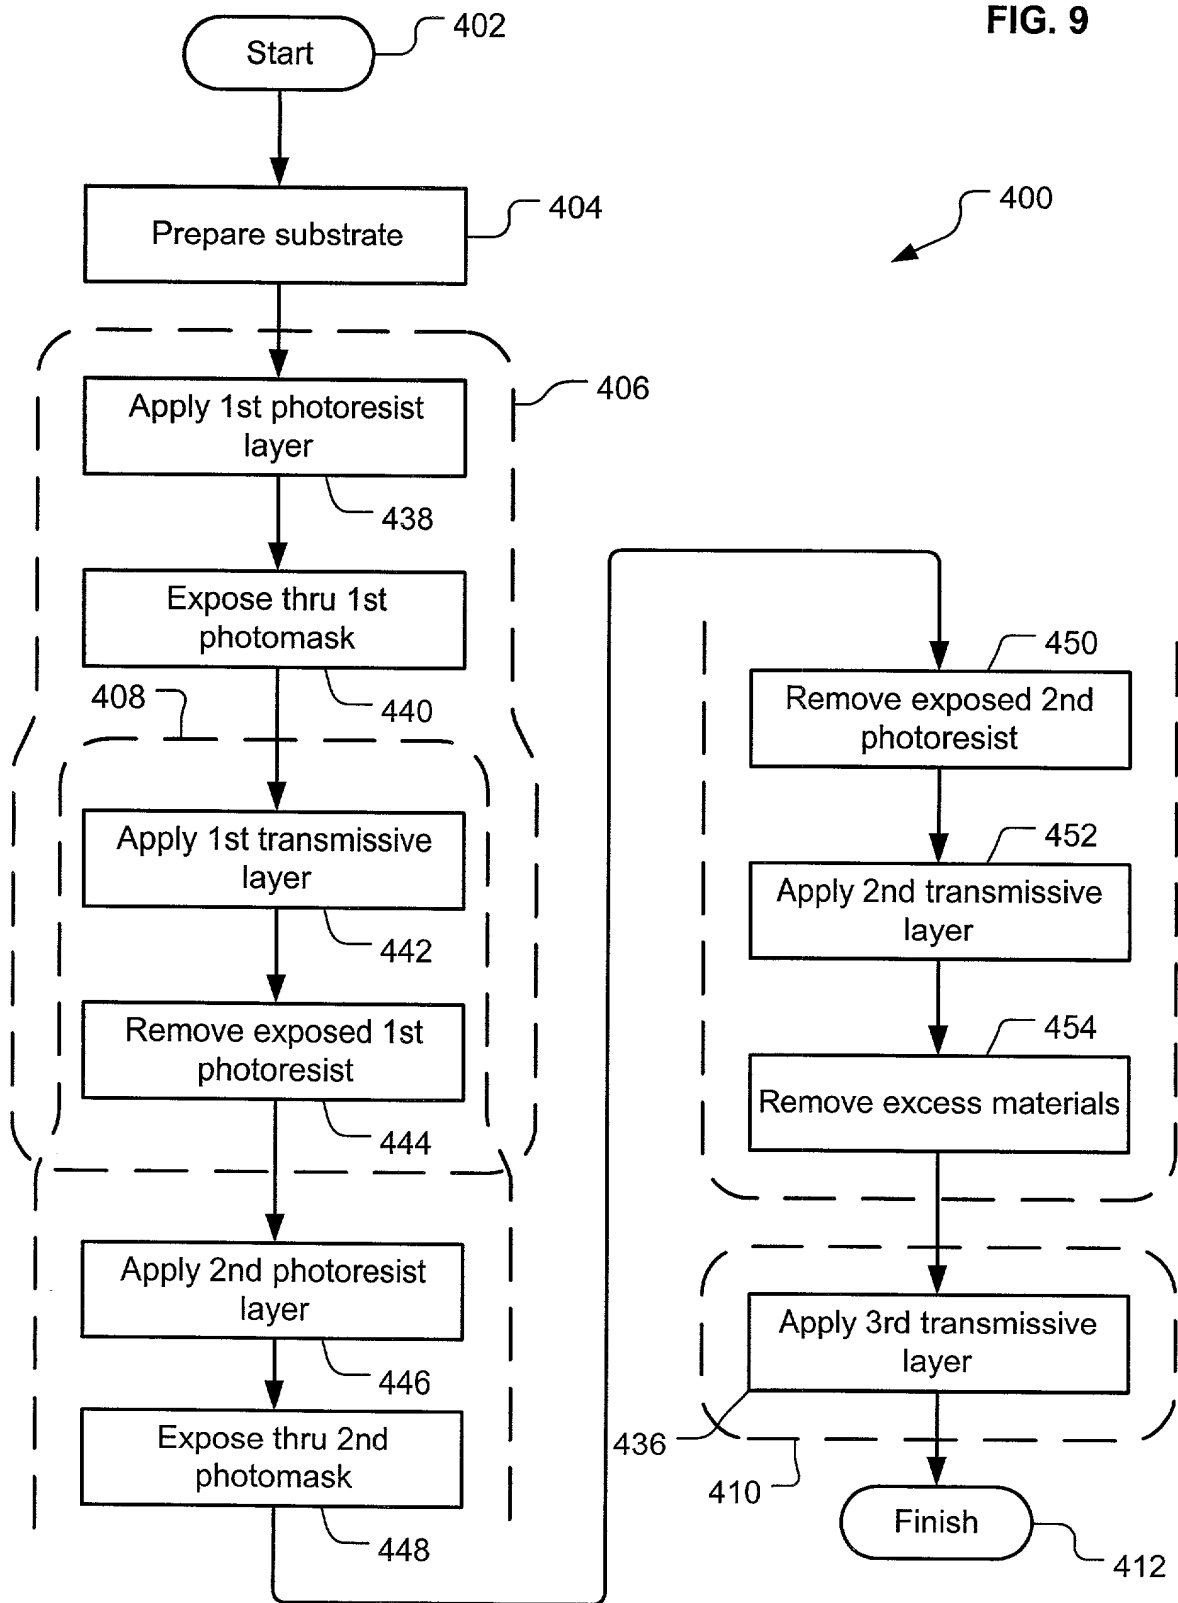 FIG. 9
Start
402
400
Prepare substrate
404
406
Apply 1st photoresist
layer
438
Expose thru 1st
photomask
440
408
Apply 1st transmissive
layer
442
Remove exposed 1st
photoresist
444
Apply 2nd photoresist
layer
446
Expose thru 2nd
photomask
448
450
Remove exposed 2nd
photoresist
452
Apply 2nd transmissive
layer
454
Remove excess materials
Apply 3rd transmissive
layer
436
410
Finish
412